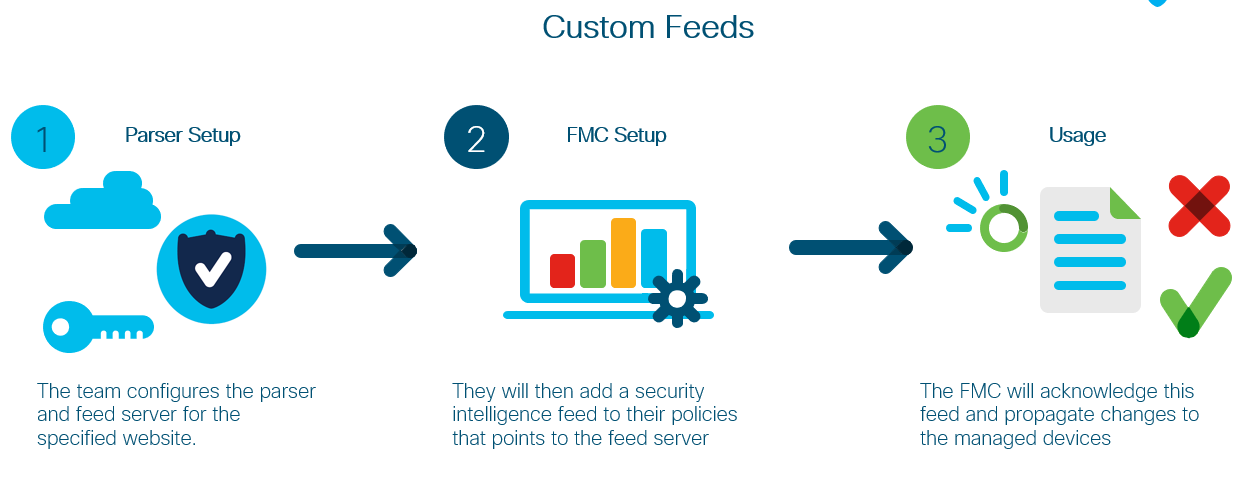 Custom Feeds
1
Parser Setup
2
FMC Setup
3
Usage
The team configures the parser
and feed server for the
specified website.
They will then add a security
intelligence feed to their policies
that points to the feed server
The FMC will acknowledge this
feed and propagate changes to
the managed devices